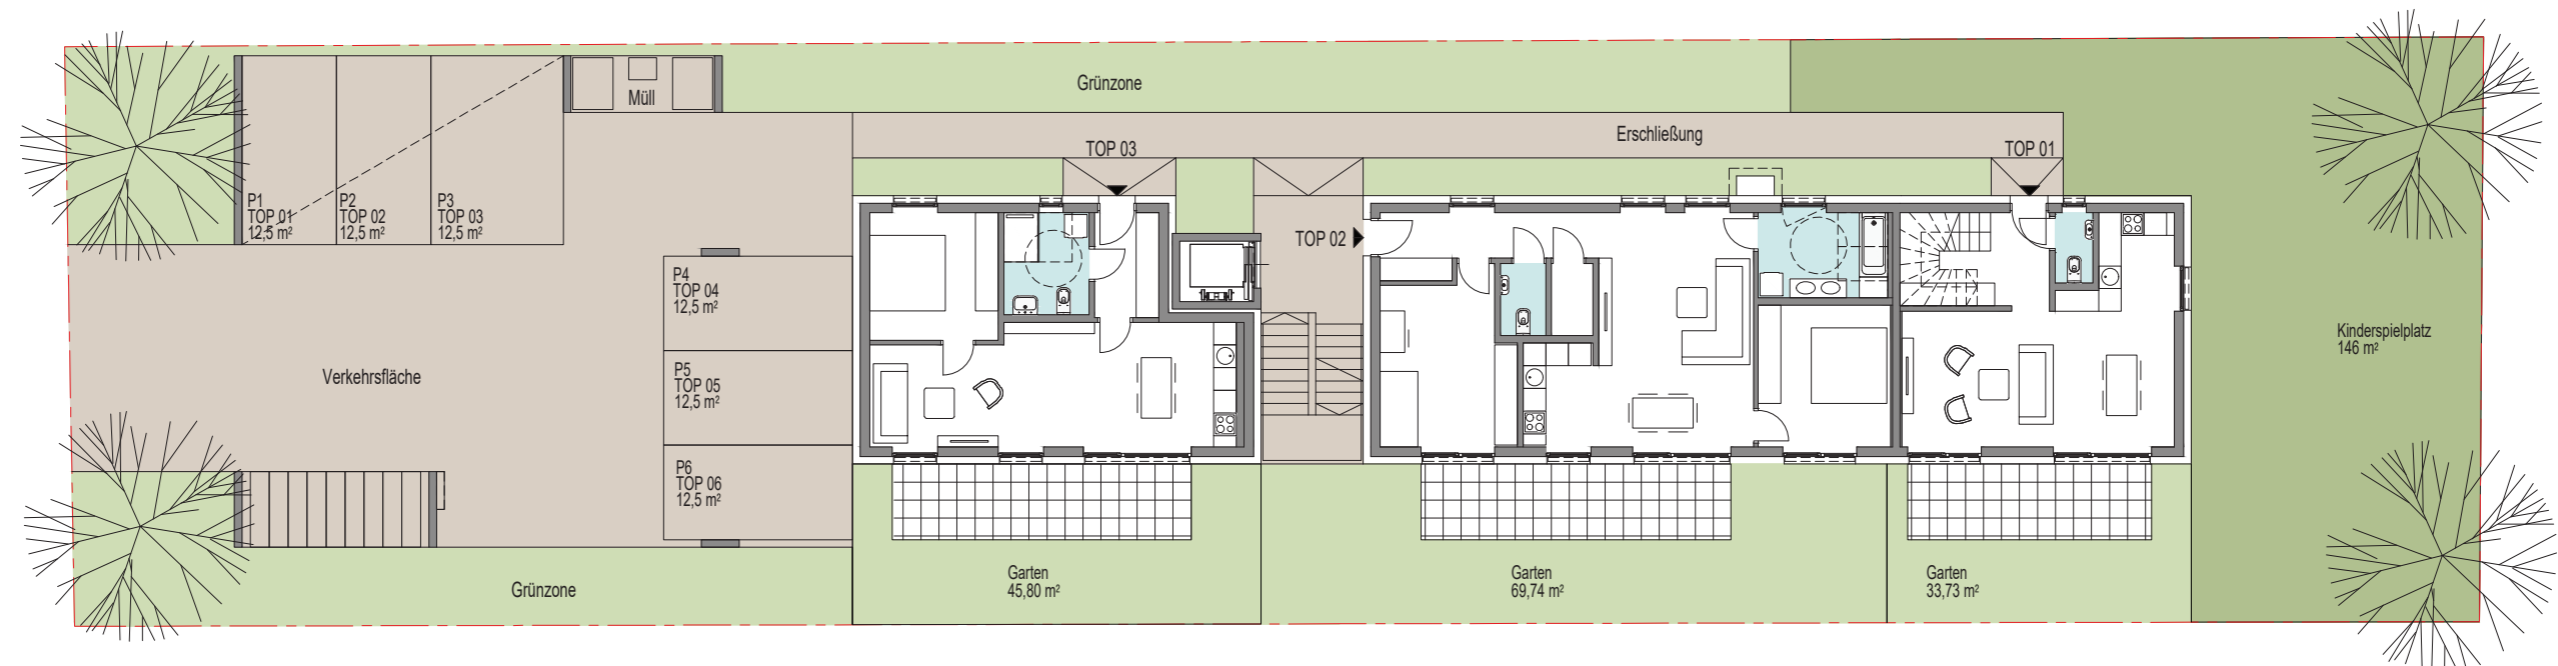 Grünzone
Müll
Erschließung
TOP 03
TOP 01
P1
TOP 01
12,5 m²
P2
TOP 02
12,5 m²
P3
TOP 03
12,5 m²
TOP 02
P4
TOP 04
12,5 m²
Kinderspielplatz
146 m²
Verkehrsfläche
P5
TOP 05
12,5 m²
P6
TOP 06
12,5 m²
Grünzone
Garten
45,80 m²
Garten
69,74 m²
Garten
33,73 m²